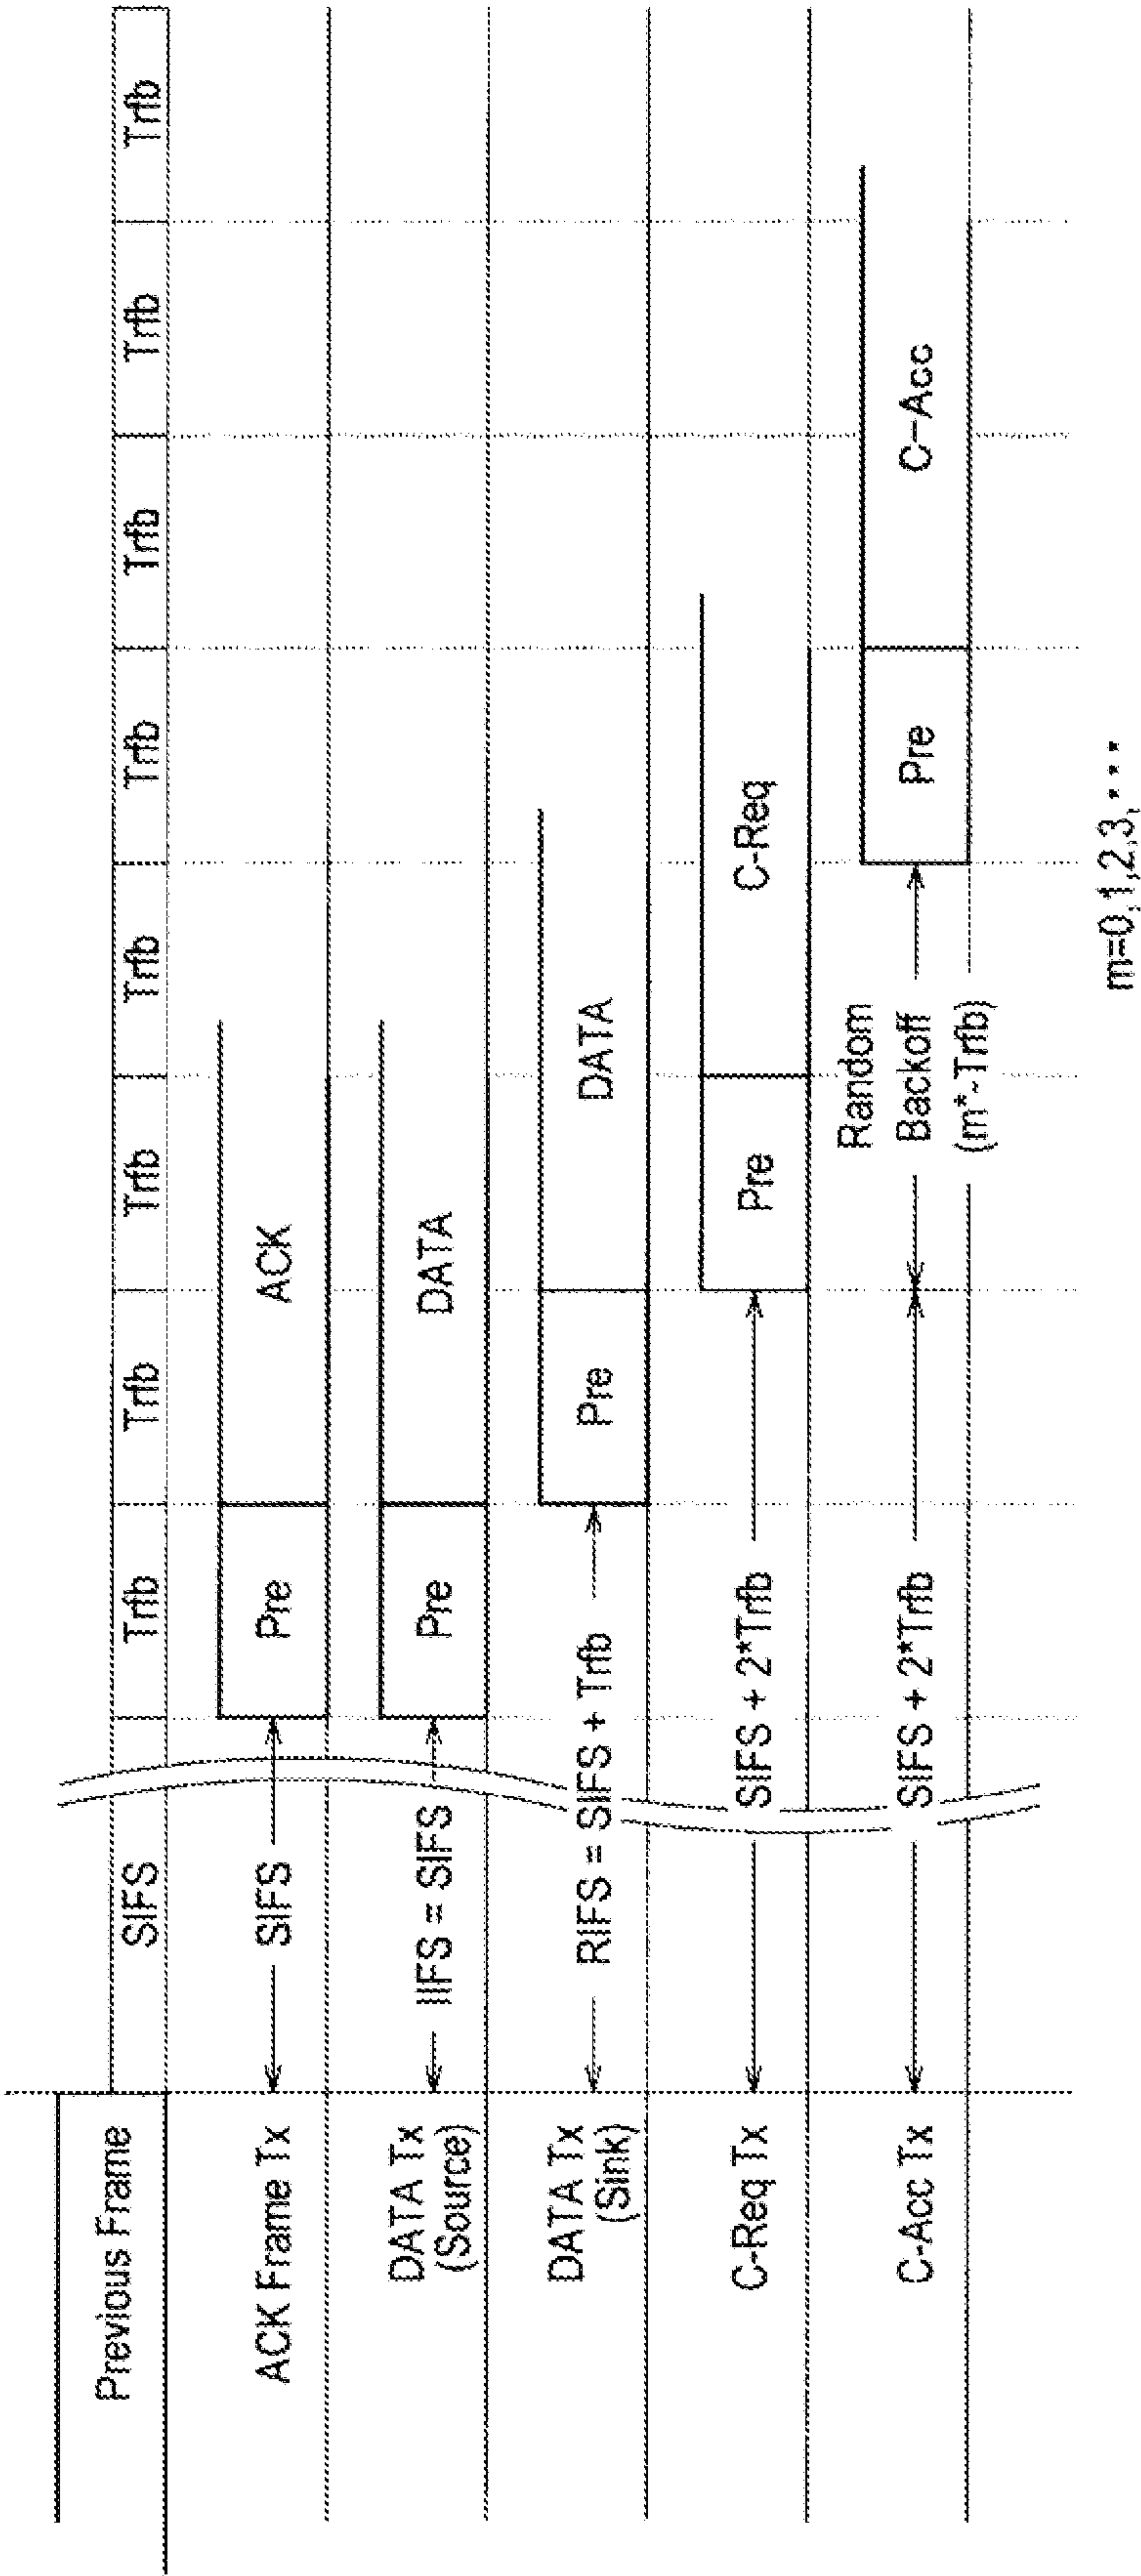 Previous Frame
SIFS
Trfb
Trfb
Trfb
Trfb
Trfb
Trfb
Trfb
Trfb
ACK Frame Tx
SIFS
Pre
ACK
DATA Tx
(Source)
IIFS = SIFS
Pre
DATA
DATA Tx
(Sink)
RIFS = SIFS + Trfb
Pre
DATA
C-Req Tx
SIFS + 2*Trfb
Pre
C-Req
C-Acc Tx
SIFS + 2*Trfb
Random
Backoff
(m*~Trfb)
Pre
C-Acc
m=0,1,2,3,···